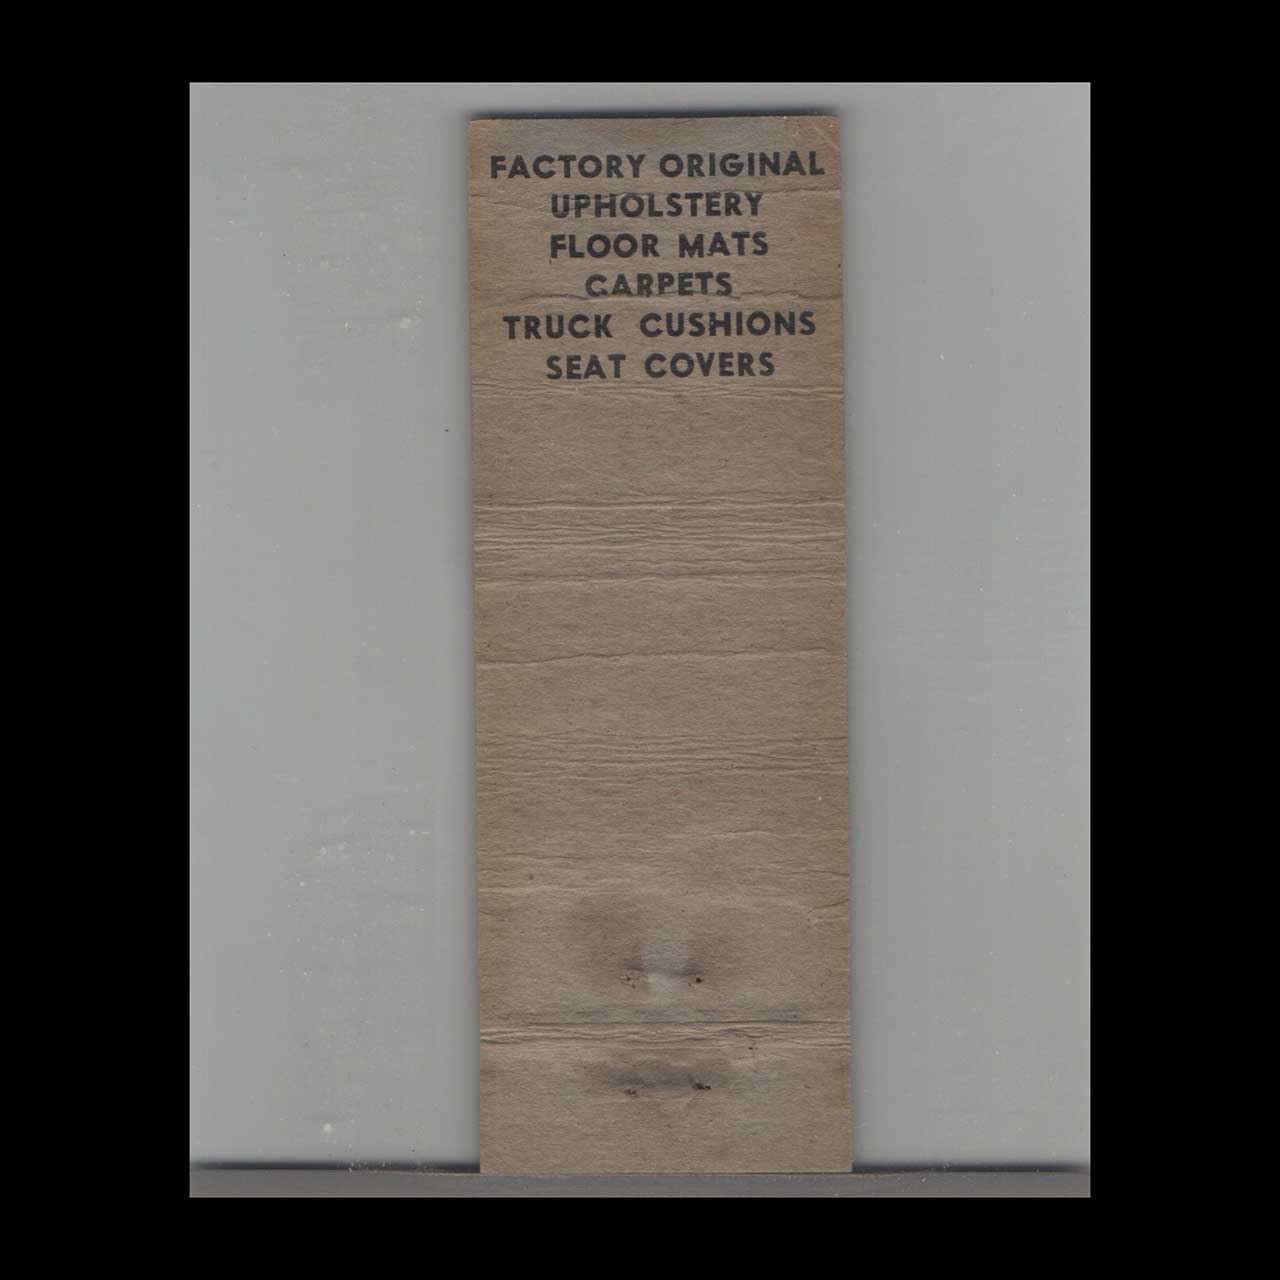 FACTORY ORIGINAL
UPHOLSTERY
FLOOR MATS
CARPETS
TRUCK CUSHIONS
SEAT COVERS